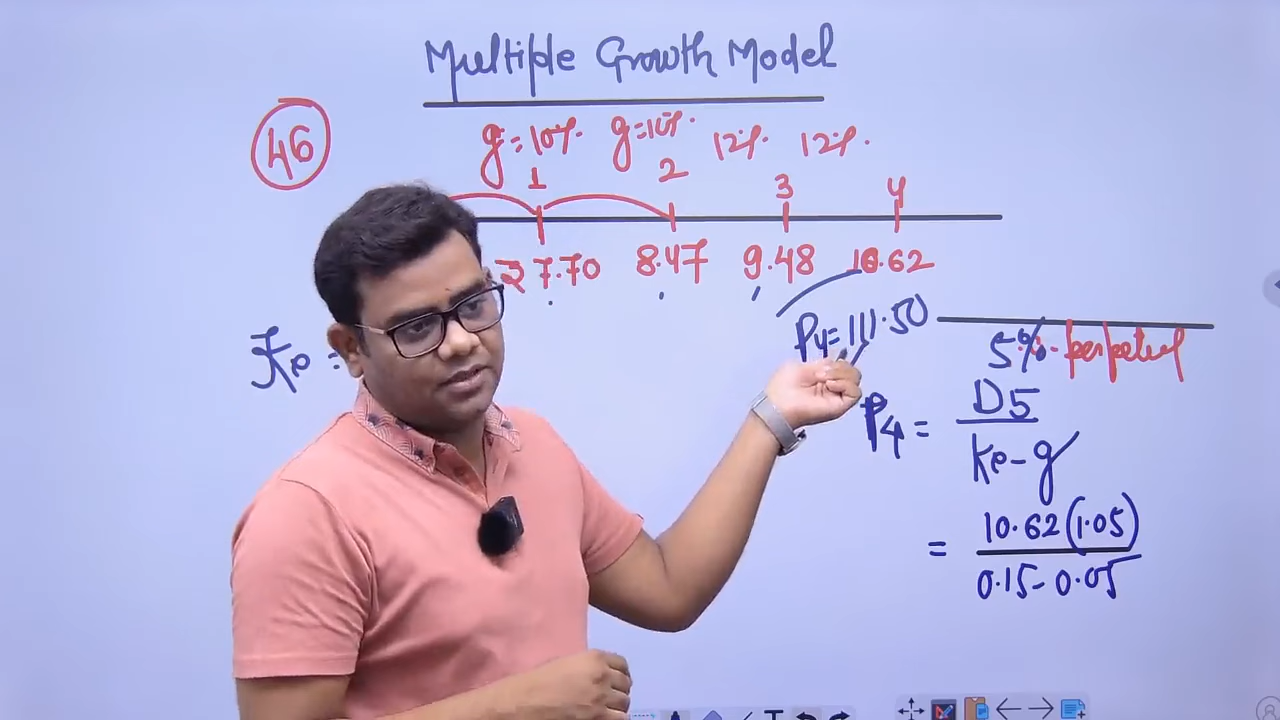 Multiple Growth Model
46
g=10% g=10% 12% 12%
1 2 3 4
₹7.70 8.47 9.48 10.62
P4=111.50
5% perpetual
Ke =
P4 = D5
Ke-g
= 10.62(1.05)
0.15-0.05